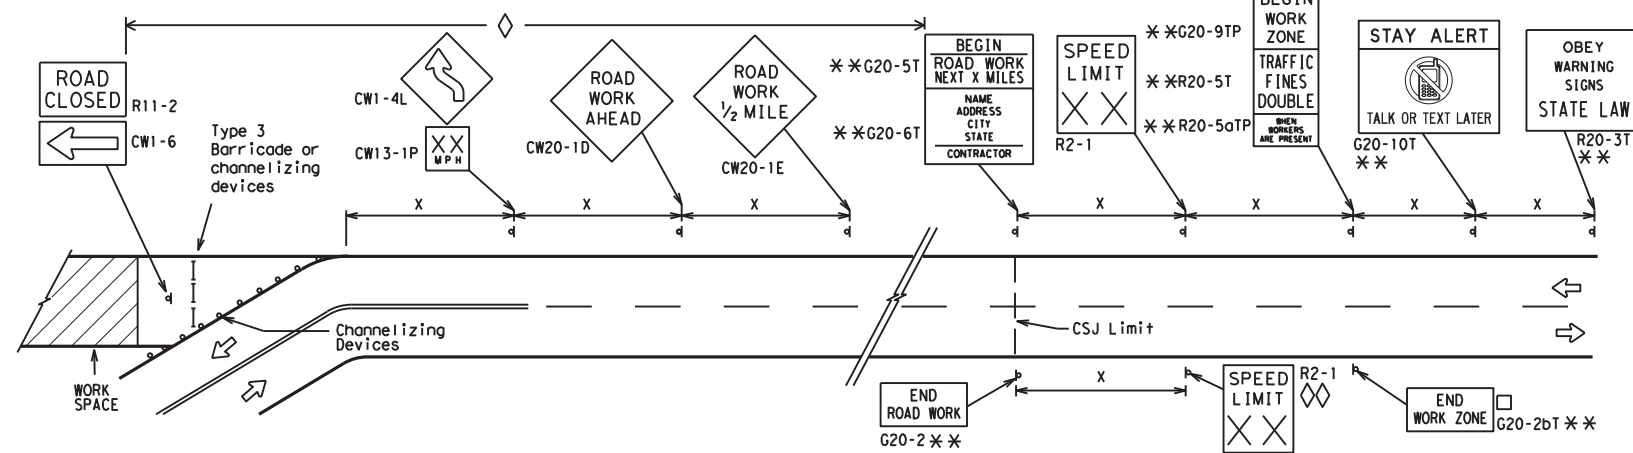 ROAD
CLOSED
R11-2
CW1-6
Type 3
Barricade or
channelizing
devices
CW1-4L
XX
MPH
CW13-1P
ROAD
WORK
AHEAD
CW20-1D
ROAD
WORK
1/2 MILE
CW20-1E
**G20-5T
**G20-6T
BEGIN
ROAD WORK
NEXT X MILES
NAME
ADDRESS
CITY
STATE
CONTRACTOR
SPEED
LIMIT
XX
R2-1
**G20-9TP
**R20-5T
**R20-5aTP
BEGIN
WORK
ZONE
TRAFFIC
FINES
DOUBLE
WHEN
WORKERS
ARE PRESENT
STAY ALERT
TALK OR TEXT LATER
G20-10T
**
OBEY
WARNING
SIGNS
STATE LAW
R20-3T
**
X
X
X
X
X
X
X
Channelizing
Devices
CSJ Limit
WORK
SPACE
END
ROAD WORK
G20-2 **
X
SPEED
LIMIT
XX
R2-1
END
WORK ZONE
G20-2bT **